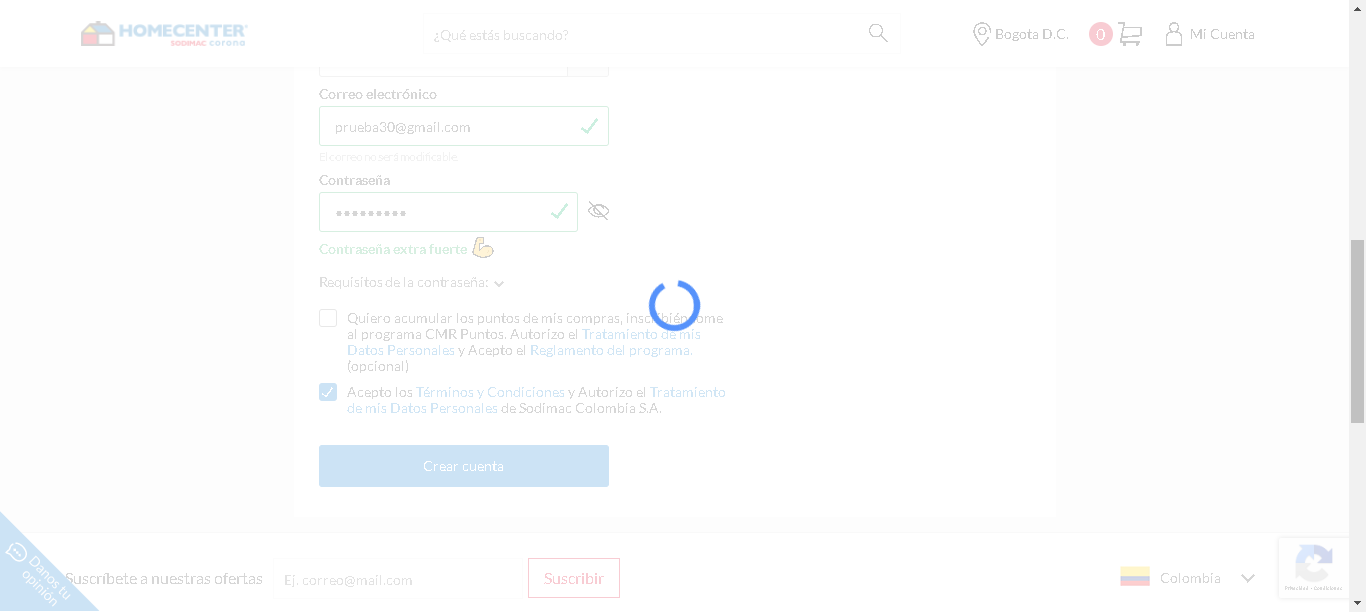 HOMECENTER
SODIMAC corona
¿Qué estás buscando?
Bogota D.C.
0
Mi Cuenta
Correo electrónico
prueba30@gmail.com
El correo no será modificable.
Contraseña
Contraseña extra fuerte
Requisitos de la contraseña:
Quiero acumular los puntos de mis compras, inscribiéndome
al programa CMR Puntos. Autorizo el Tratamiento de mis
Datos Personales y Acepto el Reglamento del programa.
(opcional)
Acepto los Términos y Condiciones y Autorizo el Tratamiento
de mis Datos Personales de Sodimac Colombia S.A.
Crear cuenta
Danos tu
opinión
Suscríbete a nuestras ofertas
Ej. correo@mail.com
Suscribir
Colombia
Privacidad - Condiciones